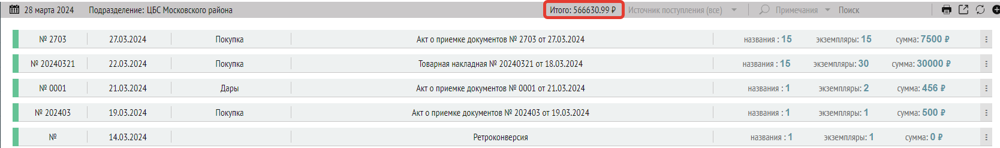 28 марта 2024 Подразделение: ЦБС Московского района Итого: 566630.99 ₽ Источник поступления (все) Примечания Поиск
№ 2703 27.03.2024 Покупка Акт о приемке документов № 2703 от 27.03.2024 названия : 15 экземпляры: 15 сумма: 7500 ₽
№ 20240321 22.03.2024 Покупка Товарная накладная № 20240321 от 18.03.2024 названия : 15 экземпляры: 30 сумма: 30000 ₽
№ 0001 21.03.2024 Дары Акт о приемке документов № 0001 от 21.03.2024 названия : 1 экземпляры: 2 сумма: 456 ₽
№ 202403 19.03.2024 Покупка Акт о приемке документов № 202403 от 19.03.2024 названия : 1 экземпляры: 1 сумма: 500 ₽
№ 14.03.2024 Ретроконверсия названия : 1 экземпляры: 1 сумма: 0 ₽